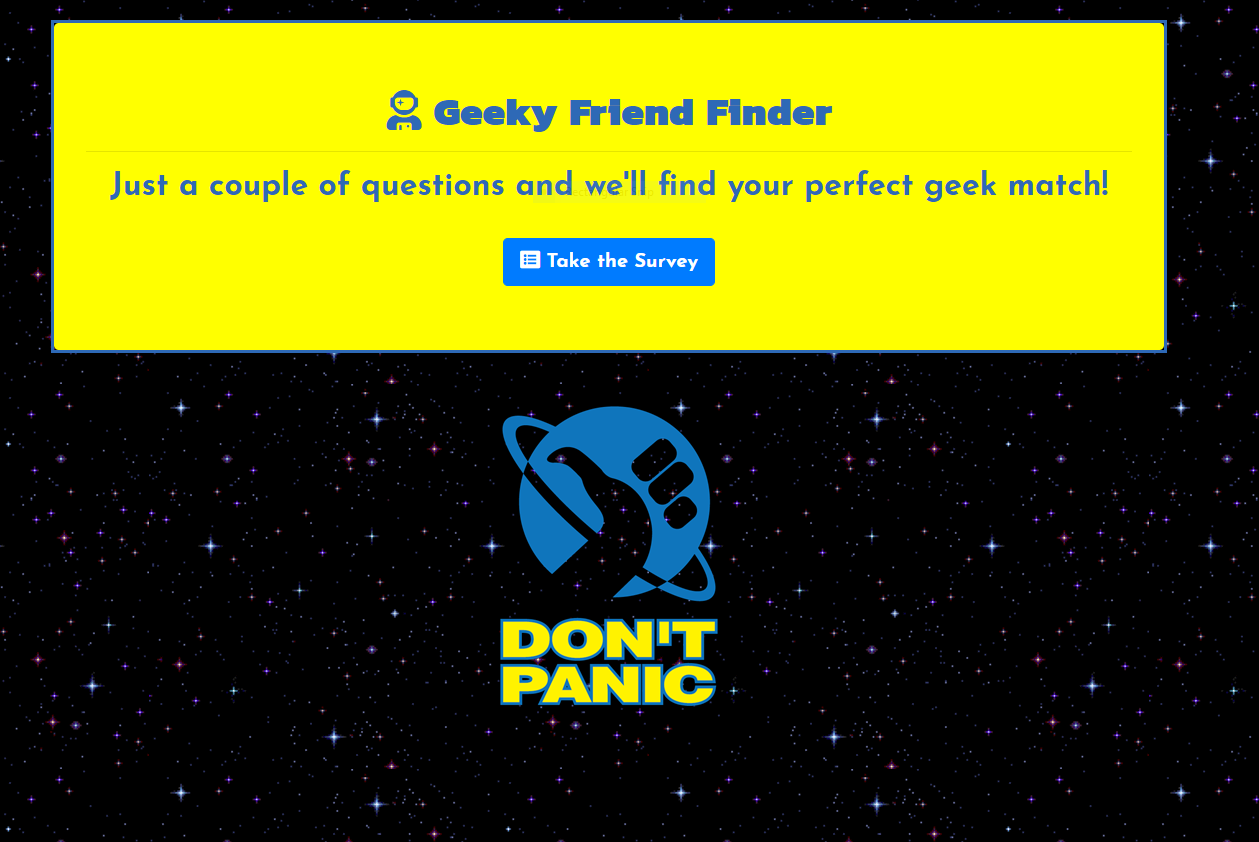 Geeky Friend Finder
Just a couple of questions and we'll find your perfect geek match!
Take the Survey
DON'T
PANIC